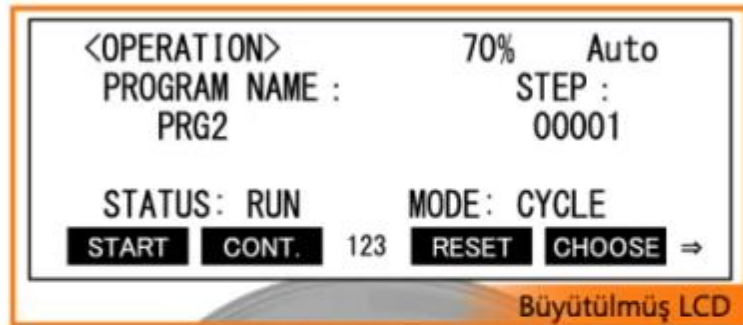 <OPERATION> 70% Auto
PROGRAM NAME : STEP :
PRG2 00001
STATUS: RUN MODE: CYCLE
START CONT. 123 RESET CHOOSE ⇒
Büyütülmüş LCD